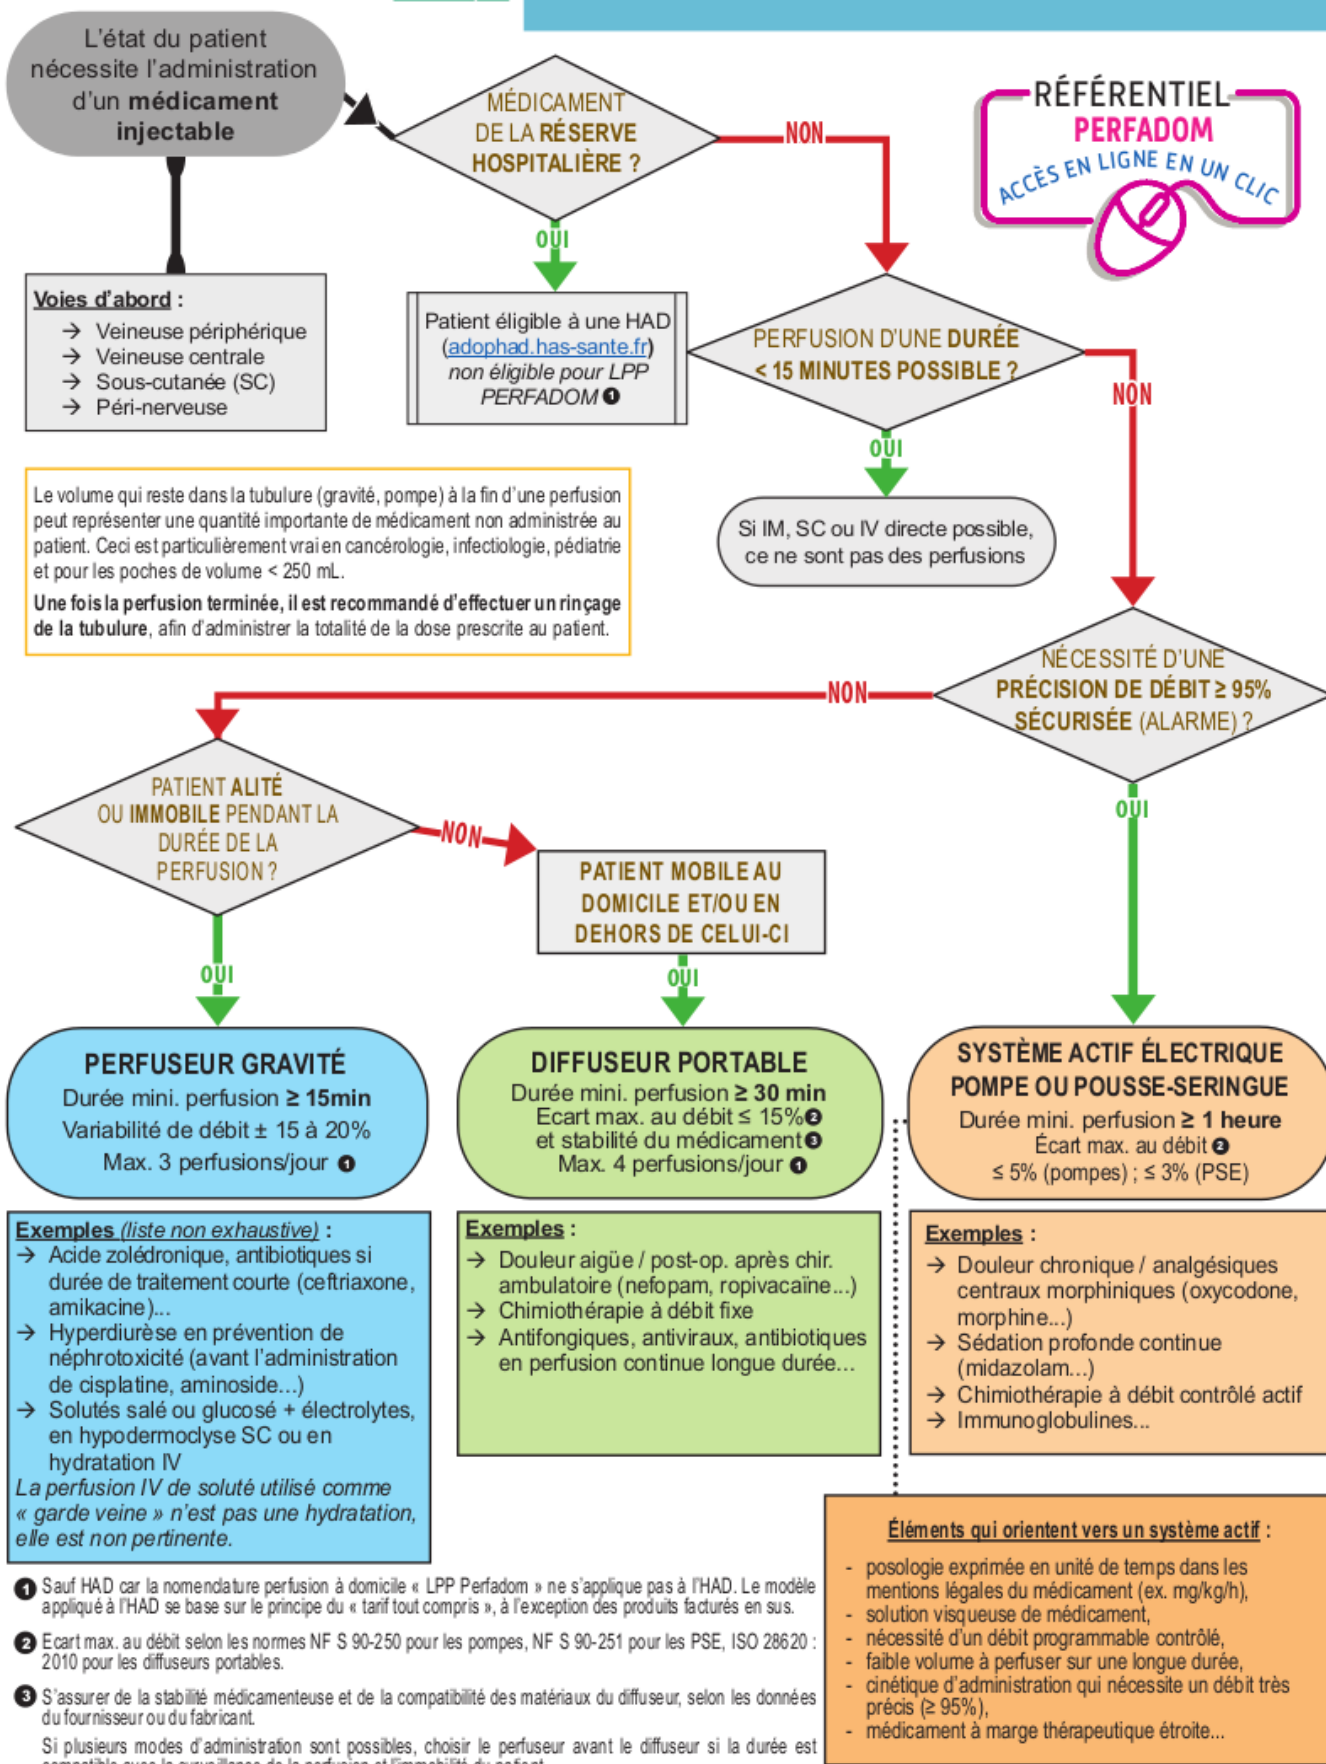 L'état du patient
nécessite l'administration
d'un médicament
injectable
MÉDICAMENT
DE LA RÉSERVE
HOSPITALIÈRE ?
NON
OUI
RÉFÉRENTIEL
PERFADOM
ACCÈS EN LIGNE EN UN CLIC
Voies d'abord :
→ Veineuse périphérique
→ Veineuse centrale
→ Sous-cutanée (SC)
→ Péri-nerveuse
Patient éligible à une HAD
(adophad.has-sante.fr)
non éligible pour LPP
PERFADOM ❶
PERFUSION D'UNE DURÉE
< 15 MINUTES POSSIBLE ?
NON
OUI
Si IM, SC ou IV directe possible,
ce ne sont pas des perfusions
Le volume qui reste dans la tubulure (gravité, pompe) à la fin d'une perfusion
peut représenter une quantité importante de médicament non administrée au
patient. Ceci est particulièrement vrai en cancérologie, infectiologie, pédiatrie
et pour les poches de volume < 250 mL.
Une fois la perfusion terminée, il est recommandé d'effectuer un rinçage
de la tubulure, afin d'administrer la totalité de la dose prescrite au patient.
NÉCESSITÉ D'UNE
PRÉCISION DE DÉBIT ≥ 95%
SÉCURISÉE (ALARME) ?
NON
OUI
PATIENT ALITÉ
OU IMMOBILE PENDANT LA
DURÉE DE LA
PERFUSION ?
NON
OUI
PATIENT MOBILE AU
DOMICILE ET/OU EN
DEHORS DE CELUI-CI
OUI
PERFUSEUR GRAVITÉ
Durée mini. perfusion ≥ 15min
Variabilité de débit ± 15 à 20%
Max. 3 perfusions/jour ❶
DIFFUSEUR PORTABLE
Durée mini. perfusion ≥ 30 min
Ecart max. au débit ≤ 15%❷
et stabilité du médicament❸
Max. 4 perfusions/jour ❶
SYSTÈME ACTIF ÉLECTRIQUE
POMPE OU POUSSE-SERINGUE
Durée mini. perfusion ≥ 1 heure
Écart max. au débit ❷
≤ 5% (pompes) ; ≤ 3% (PSE)
Exemples (liste non exhaustive) :
→ Acide zolédronique, antibiotiques si
durée de traitement courte (ceftriaxone,
amikacine)...
→ Hyperdiurèse en prévention de
néphrotoxicité (avant l'administration
de cisplatine, aminoside...)
→ Solutés salé ou glucosé + électrolytes,
en hypodermoclyse SC ou en
hydratation IV
La perfusion IV de soluté utilisé comme
« garde veine » n'est pas une hydratation,
elle est non pertinente.
Exemples :
→ Douleur aigüe / post-op. après chir.
ambulatoire (nefopam, ropivacaïne...)
→ Chimiothérapie à débit fixe
→ Antifongiques, antiviraux, antibiotiques
en perfusion continue longue durée...
Exemples :
→ Douleur chronique / analgésiques
centraux morphiniques (oxycodone,
morphine...)
→ Sédation profonde continue
(midazolam...)
→ Chimiothérapie à débit contrôlé actif
→ Immunoglobulines...
Éléments qui orientent vers un système actif :
- posologie exprimée en unité de temps dans les
mentions légales du médicament (ex. mg/kg/h),
- solution visqueuse de médicament,
- nécessité d'un débit programmable contrôlé,
- faible volume à perfuser sur une longue durée,
- cinétique d'administration qui nécessite un débit très
précis (≥ 95%),
- médicament à marge thérapeutique étroite...
❶ Sauf HAD car la nomenclature perfusion à domicile « LPP Perfadom » ne s'applique pas à l'HAD. Le modèle
appliqué à l'HAD se base sur le principe du « tarif tout compris », à l'exception des produits facturés en sus.
❷ Ecart max. au débit selon les normes NF S 90-250 pour les pompes, NF S 90-251 pour les PSE, ISO 28620 :
2010 pour les diffuseurs portables.
❸ S'assurer de la stabilité médicamenteuse et de la compatibilité des matériaux du diffuseur, selon les données
du fournisseur ou du fabricant.
Si plusieurs modes d'administration sont possibles, choisir le perfuseur avant le diffuseur si la durée est
compatible avec la surveillance de la perfusion et l'immobilité du patient.